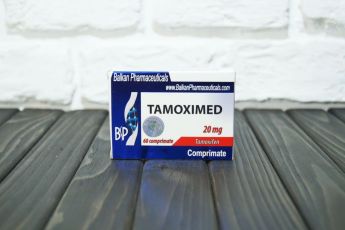 Balkan Pharmaceuticals
www.BalkanPharmaceuticals.com
TAMOXIMED
BP
20 mg
60 comprimate
Tamoxifen
Comprimate